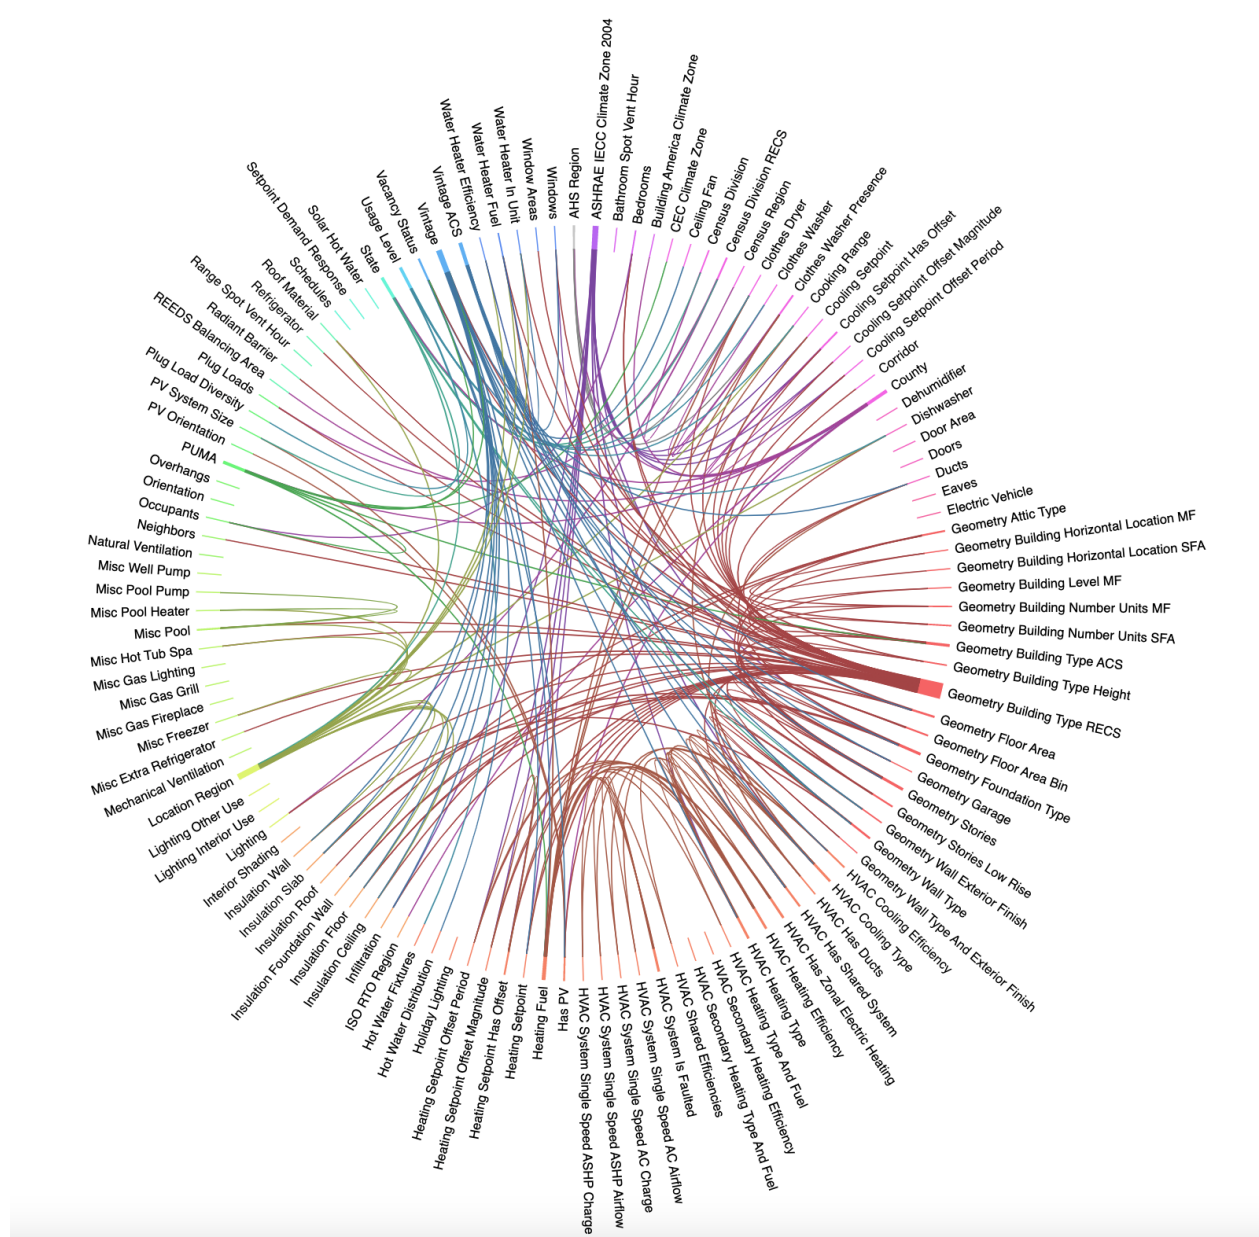 AHS Region
ASHRAE IECC Climate Zone 2004
Bathroom Spot Vent Hour
Bedrooms
Building America Climate Zone
CEC Climate Zone
Ceiling Fan
Census Division
Census Division RECS
Census Region
Clothes Dryer
Clothes Washer
Clothes Washer Presence
Cooking Range
Cooling Setpoint
Cooling Setpoint Has Offset
Cooling Setpoint Offset Magnitude
Cooling Setpoint Offset Period
Corridor
County
Dehumidifier
Dishwasher
Door Area
Doors
Ducts
Eaves
Electric Vehicle
Geometry Attic Type
Geometry Building Horizontal Location MF
Geometry Building Horizontal Location SFA
Geometry Building Level MF
Geometry Building Number Units MF
Geometry Building Number Units SFA
Geometry Building Type ACS
Geometry Building Type Height
Geometry Building Type RECS
Geometry Floor Area
Geometry Floor Area Bin
Geometry Foundation Type
Geometry Garage
Geometry Stories
Geometry Stories Low Rise
Geometry Wall Exterior Finish
Geometry Wall Type
Geometry Wall Type And Exterior Finish
HVAC Cooling Efficiency
HVAC Cooling Type
HVAC Has Ducts
HVAC Has Shared System
HVAC Has Zonal Electric Heating
HVAC Heating Efficiency
HVAC Heating Type
HVAC Heating Type And Fuel
HVAC Secondary Heating Efficiency
HVAC Secondary Heating Type And Fuel
HVAC Shared Efficiencies
HVAC System Is Faulted
HVAC System Single Speed AC Airflow
HVAC System Single Speed AC Charge
HVAC System Single Speed ASHP Airflow
HVAC System Single Speed ASHP Charge
Has PV
Heating Fuel
Heating Setpoint
Heating Setpoint Has Offset
Heating Setpoint Offset Magnitude
Heating Setpoint Offset Period
Holiday Lighting
Hot Water Distribution
Hot Water Fixtures
ISO RTO Region
Infiltration
Insulation Ceiling
Insulation Floor
Insulation Foundation Wall
Insulation Roof
Insulation Slab
Insulation Wall
Interior Shading
Lighting
Lighting Interior Use
Lighting Other Use
Location Region
Mechanical Ventilation
Misc Extra Refrigerator
Misc Freezer
Misc Gas Fireplace
Misc Gas Grill
Misc Gas Lighting
Misc Hot Tub Spa
Misc Pool
Misc Pool Heater
Misc Pool Pump
Misc Well Pump
Natural Ventilation
Neighbors
Occupants
Orientation
Overhangs
PUMA
PV Orientation
PV System Size
Plug Load Diversity
Plug Loads
REEDS Balancing Area
Radiant Barrier
Range Spot Vent Hour
Refrigerator
Roof Material
Schedules
Setpoint Demand Response
Solar Hot Water
State
Usage Level
Vacancy Status
Vintage
Vintage ACS
Water Heater Efficiency
Water Heater Fuel
Water Heater In Unit
Window Areas
Windows